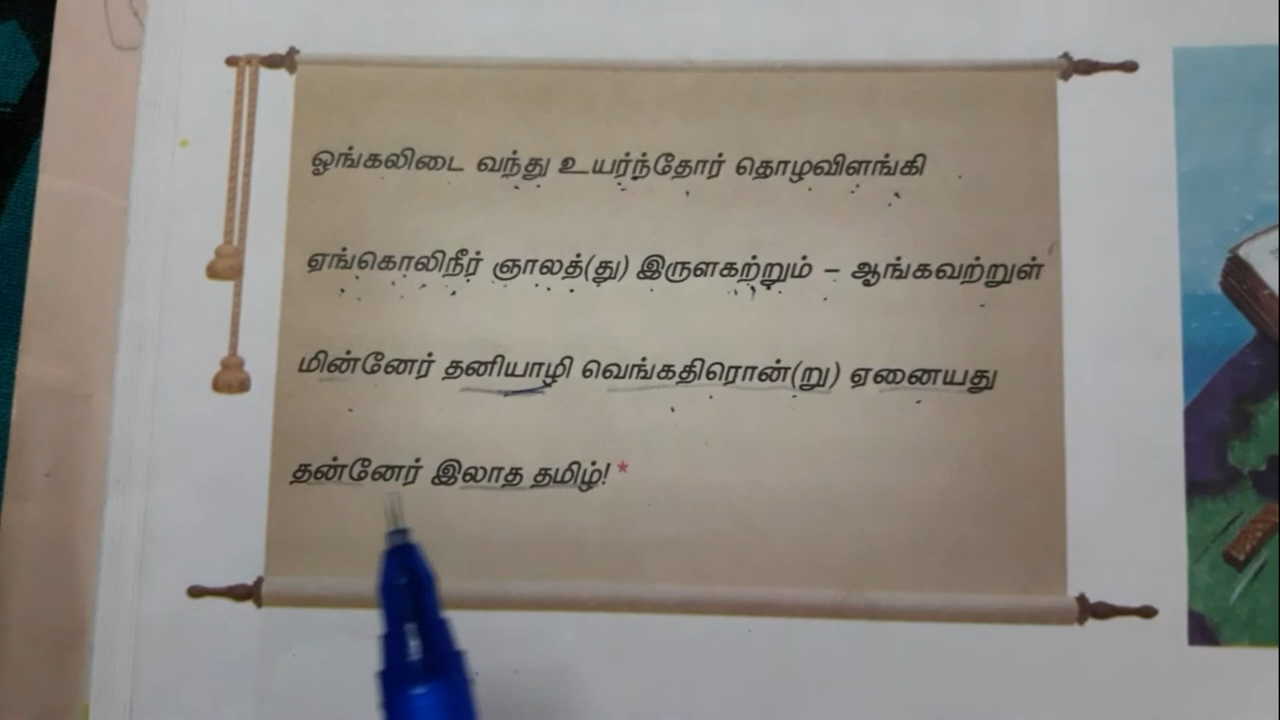 ஓங்கலிடை வந்து உயர்ந்தோர் தொழவிளங்கி
ஏங்கொலிநீர் ஞாலத்(து) இருளகற்றும் – ஆங்கவற்றுள்
மின்னேர் தனியாழி வெங்கதிரொன்(று) ஏனையது
தன்னேர் இலாத தமிழ்! *